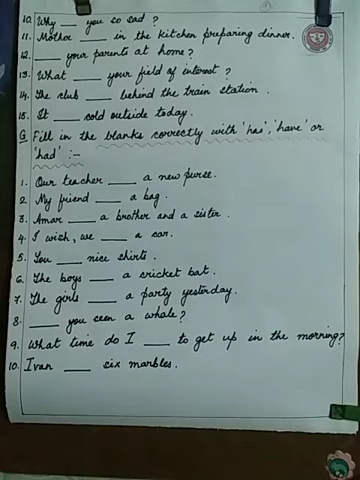 10. Why ___ you so sad ?
11. Mother ___ in the kitchen preparing dinner.
12. ___ your parents at home?
13. What ___ your field of interest ?
14. The club ___ behind the train station.
15. It ___ cold outside today.
G Fill in the blanks correctly with 'has', 'have' or
'had' :-
1. Our teacher ___ a new purse.
2. My friend ___ a bag.
3. Amar ___ a brother and a sister.
4. I wish, we ___ a car.
5. You ___ nice shirts.
6. The boys ___ a cricket bat.
7. The girls ___ a party yesterday.
8. ___ you seen a whale?
9. What time do I ___ to get up in the morning?
10. Ivan ___ six marbles.